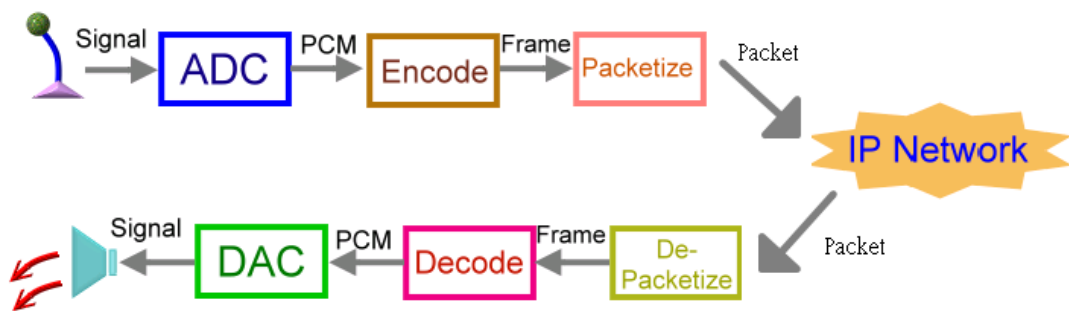 Signal
ADC
PCM
Encode
Frame
Packetize
Packet
IP Network
Packet
De-
Packetize
Frame
Decode
PCM
DAC
Signal